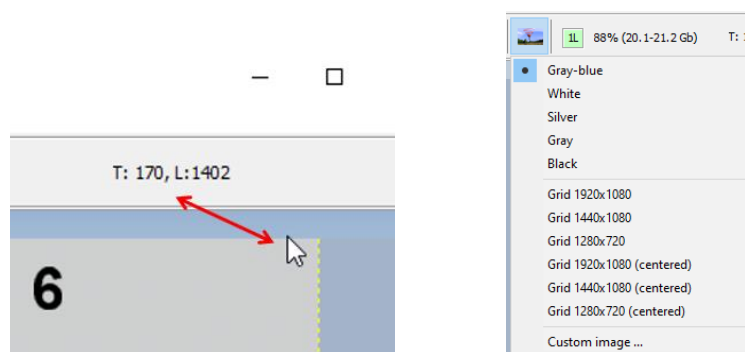 T: 170, L:1402
6
1L 88% (20.1-21.2 Gb) T:
Gray-blue
White
Silver
Gray
Black
Grid 1920x1080
Grid 1440x1080
Grid 1280x720
Grid 1920x1080 (centered)
Grid 1440x1080 (centered)
Grid 1280x720 (centered)
Custom image ...